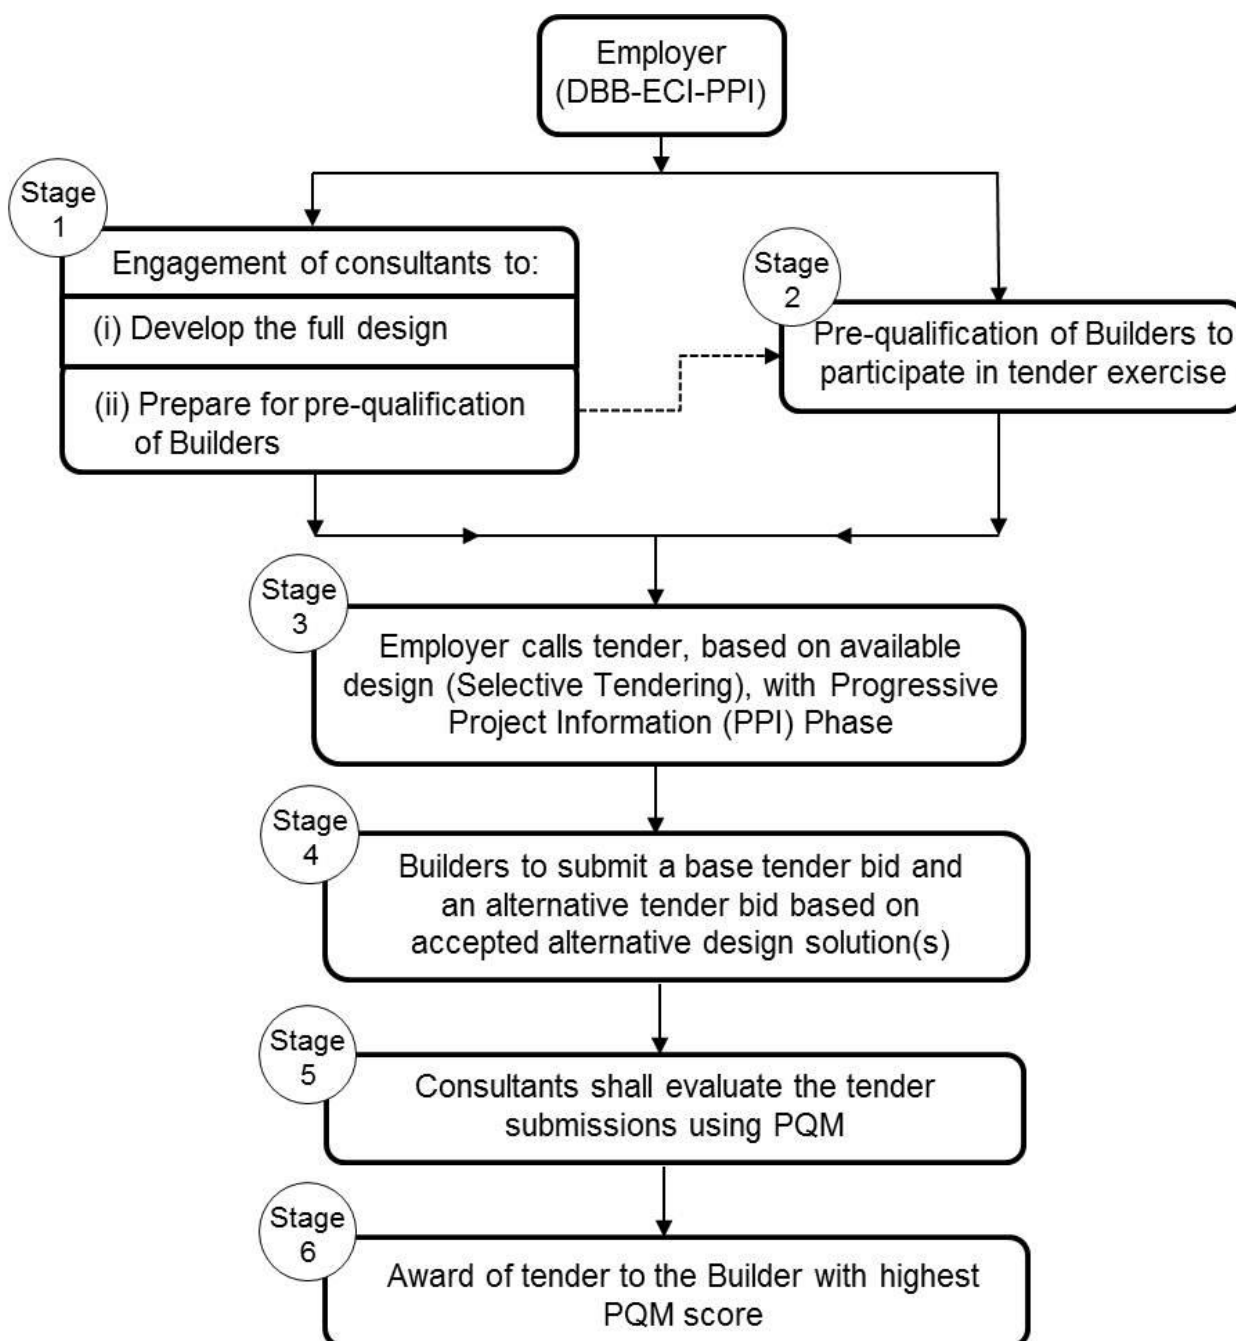 Employer
(DBB-ECI-PPI)
Stage
1
Engagement of consultants to:
(i) Develop the full design
(ii) Prepare for pre-qualification
of Builders
Stage
2
Pre-qualification of Builders to
participate in tender exercise
Stage
3
Employer calls tender, based on available
design (Selective Tendering), with Progressive
Project Information (PPI) Phase
Stage
4
Builders to submit a base tender bid and
an alternative tender bid based on
accepted alternative design solution(s)
Stage
5
Consultants shall evaluate the tender
submissions using PQM
Stage
6
Award of tender to the Builder with highest
PQM score